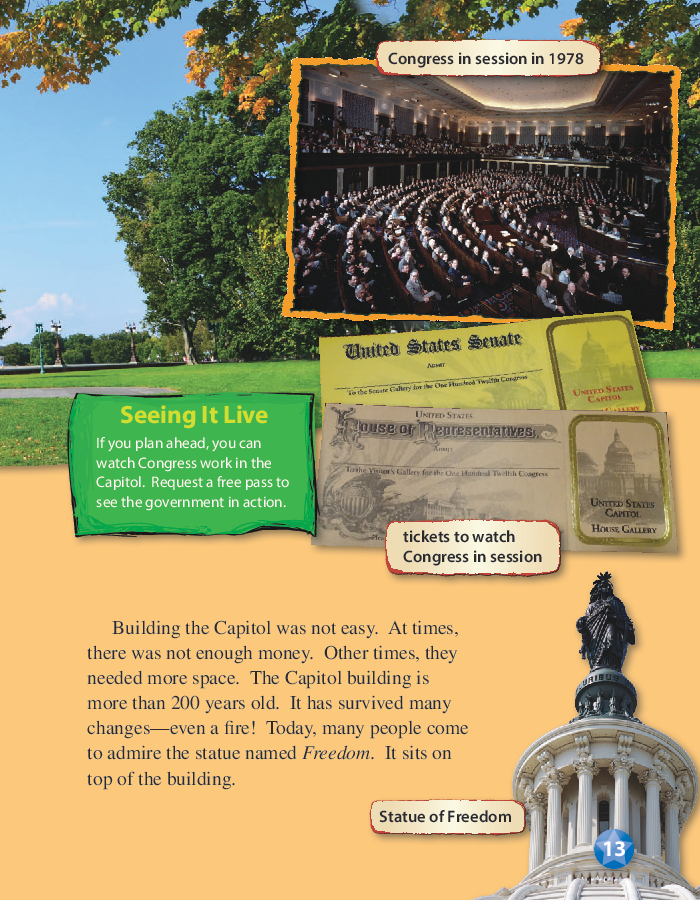 Congress in session in 1978
United States Senate
Admit
To the Senate Gallery for the One Hundred Twelfth Congress
United States
Capitol
Gallery
United States
House of Representatives
Admit
To the Visitor's Gallery for the One Hundred Twelfth Congress
United States
Capitol
House Gallery
Seeing It Live
If you plan ahead, you can
watch Congress work in the
Capitol. Request a free pass to
see the government in action.
tickets to watch
Congress in session
Building the Capitol was not easy. At times,
there was not enough money. Other times, they
needed more space. The Capitol building is
more than 200 years old. It has survived many
changes—even a fire! Today, many people come
to admire the statue named Freedom. It sits on
top of the building.
Statue of Freedom
13